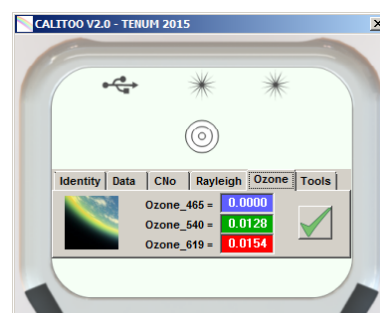 CALITOO V2.0 - TENUM 2015
Identity Data CNo Rayleigh Ozone Tools
Ozone_465 = 0.0000
Ozone_540 = 0.0128
Ozone_619 = 0.0154